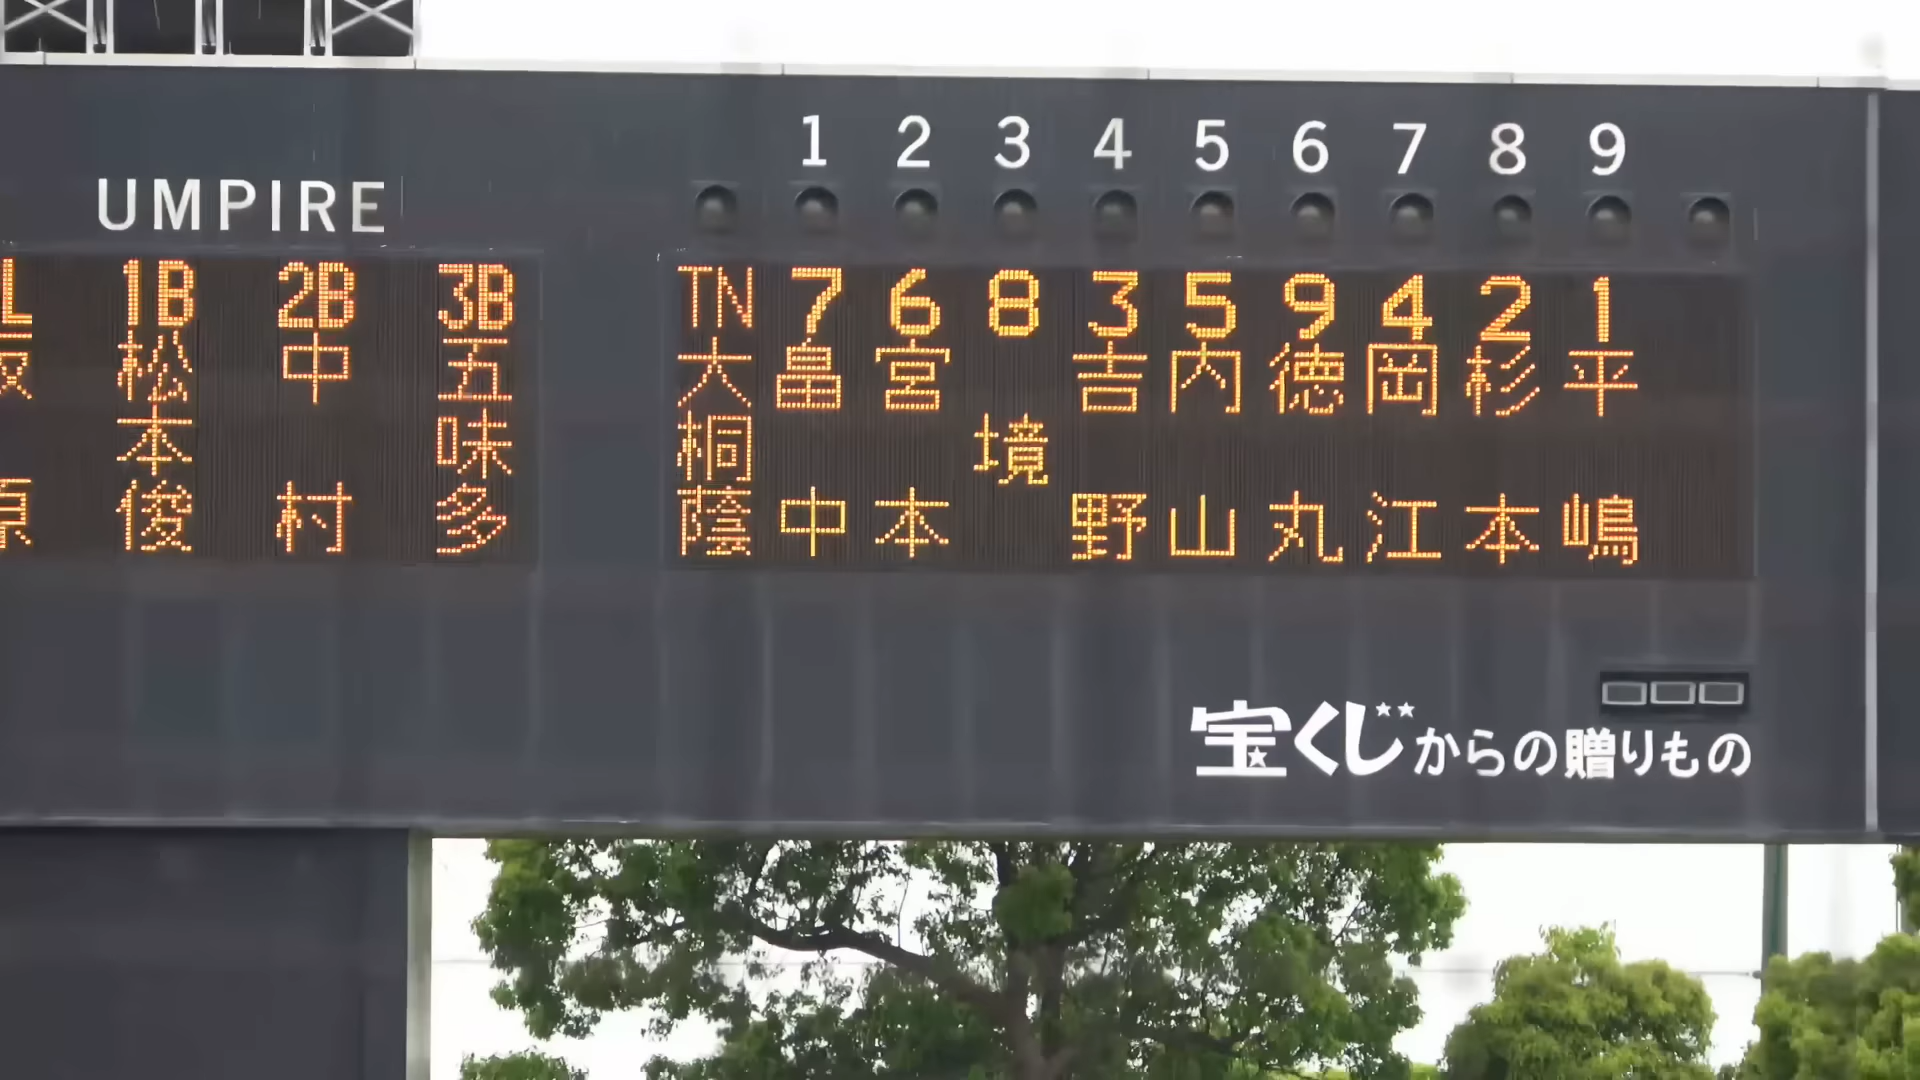 1 2 3 4 5 6 7 8 9
UMPIRE
1B 2B 3B
松本俊
中村
五味多
TN 7 6 8 3 5 9 4 2 1
大桐蔭
畠中
宮本
境
吉野
内山
徳丸
岡江
杉本
平嶋
宝くじからの贈りもの